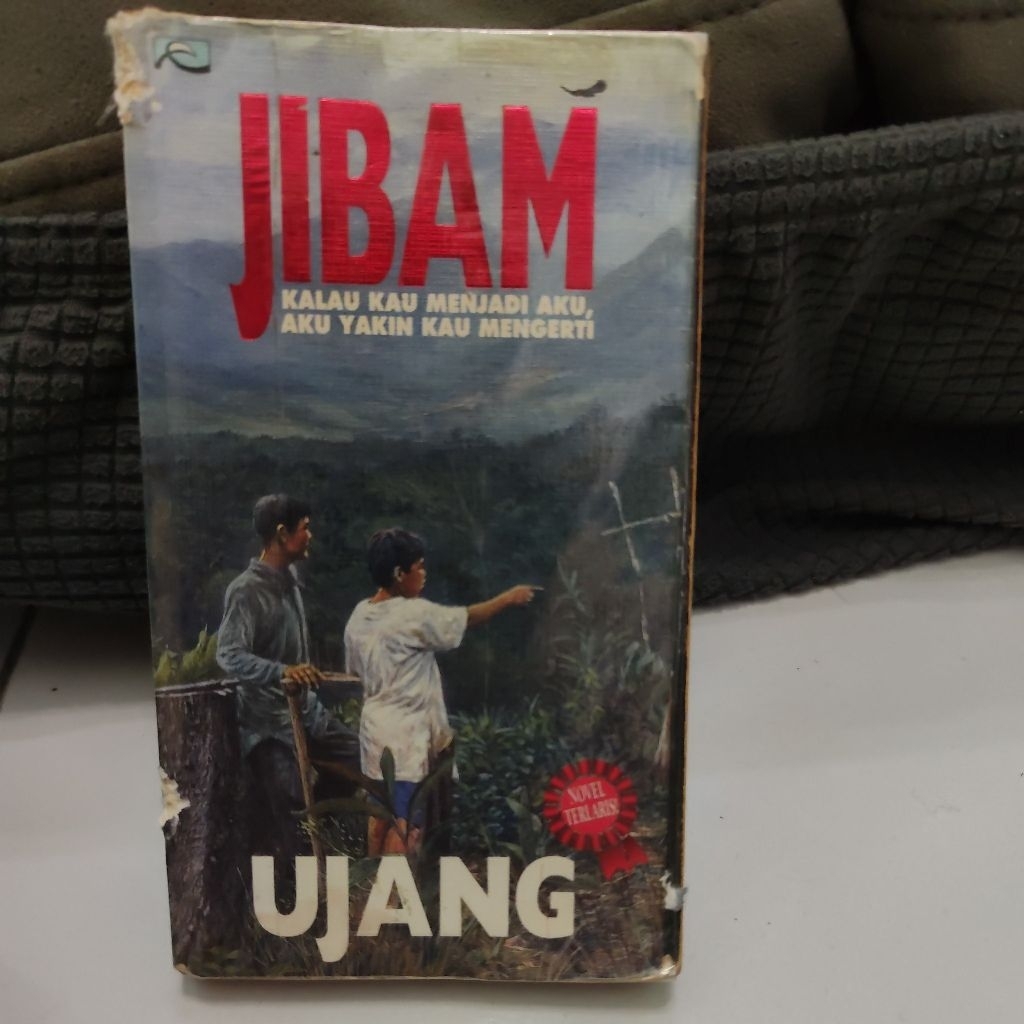 JIBAM
KALAU KAU MENJADI AKU,
AKU YAKIN KAU MENGERTI
NOVEL
TERLARIS!
UJANG